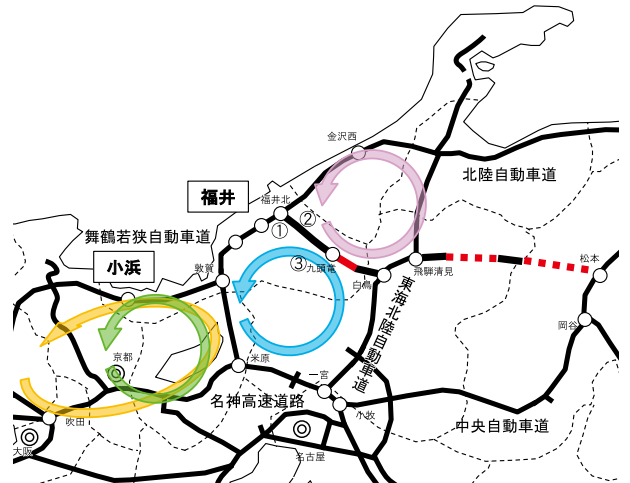 金沢西
北陸自動車道
福井
福井北
①
②
舞鶴若狭自動車道
小浜
敦賀
③
九頭竜
白鳥
飛騨清見
松本
東海北陸自動車道
岡谷
京都
米原
一宮
名神高速道路
小牧
中央自動車道
吹田
大阪
名古屋